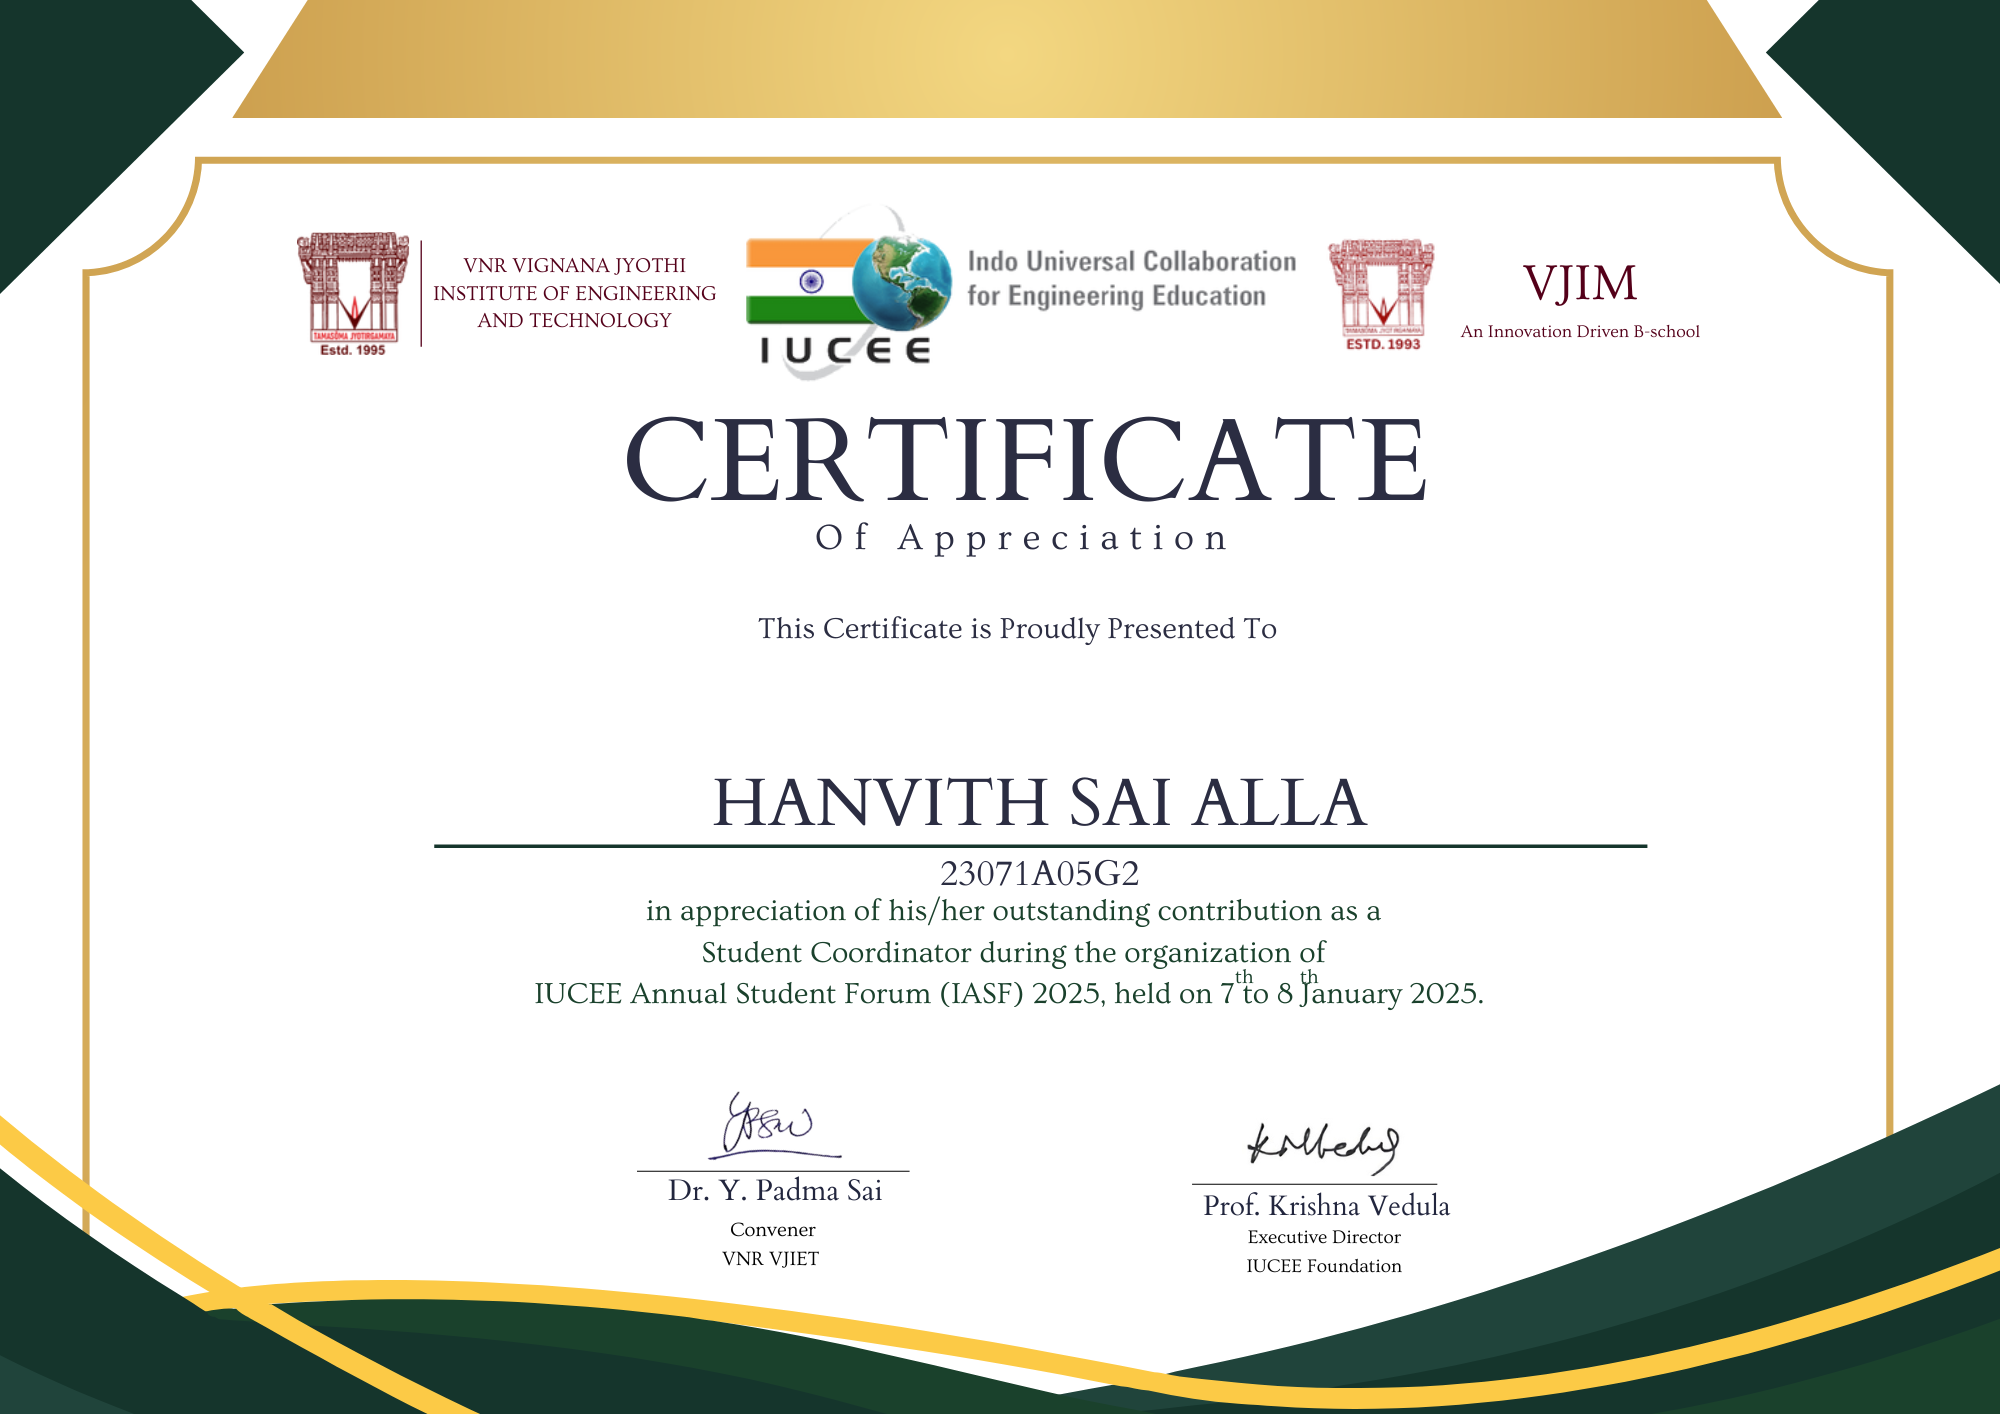 VNR VIGNANA JYOTHI
INSTITUTE OF ENGINEERING
AND TECHNOLOGY
TAMASOMA JYOTIRGAMAYA
Estd. 1995
IUCEE
Indo Universal Collaboration
for Engineering Education
TAMASOMA JYOTIRGAMAYA
ESTD. 1993
VJIM
An Innovation Driven B-school
CERTIFICATE
Of Appreciation
This Certificate is Proudly Presented To
HANVITH SAI ALLA
23071A05G2
in appreciation of his/her outstanding contribution as a
Student Coordinator during the organization of
IUCEE Annual Student Forum (IASF) 2025, held on 7th to 8th January 2025.
Dr. Y. Padma Sai
Convener
VNR VJIET
Prof. Krishna Vedula
Executive Director
IUCEE Foundation